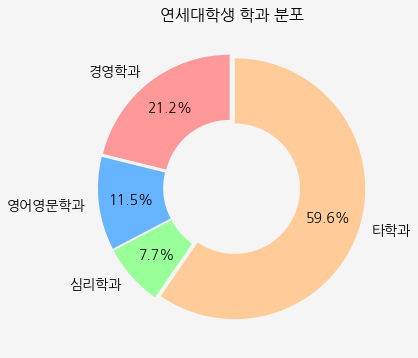 연세대학생 학과 분포
경영학과
21.2%
영어영문학과
11.5%
심리학과
7.7%
타학과
59.6%